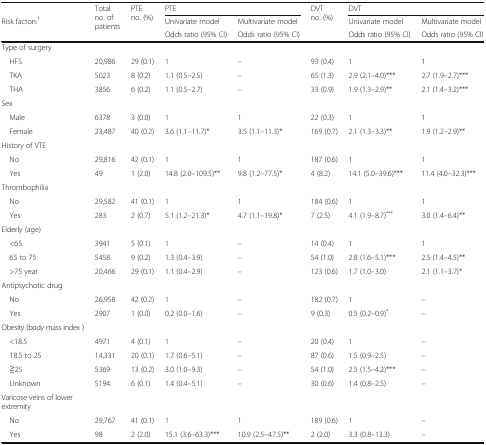 Risk factors† Total no. of patients PTE no. (%) PTE DVT no. (%) DVT
Univariate model Multivariate model Univariate model Multivariate model
Odds ratio (95% CI) Odds ratio (95% CI) Odds ratio (95% CI) Odds ratio (95% CI)
Type of surgery
HFS 20,986 29 (0.1) 1 – 93 (0.4) 1 1
TKA 5023 8 (0.2) 1.1 (0.5–2.5) – 65 (1.3) 2.9 (2.1–4.0)*** 2.7 (1.9–2.7)***
THA 3856 6 (0.2) 1.1 (0.5–2.7) – 33 (0.9) 1.9 (1.3–2.9)** 2.1 (1.4–3.2)***
Sex
Male 6378 3 (0.0) 1 1 22 (0.3) 1 1
Female 23,487 40 (0.2) 3.6 (1.1–11.7)* 3.5 (1.1–11.3)* 169 (0.7) 2.1 (1.3–3.3)** 1.9 (1.2–2.9)**
History of VTE
No 29,816 42 (0.1) 1 1 187 (0.6) 1 1
Yes 49 1 (2.0) 14.8 (2.0–109.5)** 9.8 (1.2–77.5)* 4 (8.2) 14.1 (5.0–39.6)*** 11.4 (4.0–32.3)***
Thrombophilia
No 29,582 41 (0.1) 1 1 184 (0.6) 1 1
Yes 283 2 (0.7) 5.1 (1.2–21.3)* 4.7 (1.1–19.8)* 7 (2.5) 4.1 (1.9–8.7)*** 3.0 (1.4–6.4)**
Elderly (age)
<65 3941 5 (0.1) 1 – 14 (0.4) 1 1
65 to 75 5458 9 (0.2) 1.3 (0.4–3.9) – 54 (1.0) 2.8 (1.6–5.1)*** 2.5 (1.4–4.5)**
>75 year 20,466 29 (0.1) 1.1 (0.4–2.9) – 123 (0.6) 1.7 (1.0–3.0) 2.1 (1.1–3.7)*
Antipsychotic drug
No 26,958 42 (0.2) 1 – 182 (0.7) 1 –
Yes 2907 1 (0.0) 0.2 (0.0–1.6) – 9 (0.3) 0.5 (0.2–0.9)* –
Obesity (body mass index )
<18.5 4971 4 (0.1) 1 – 20 (0.4) 1 –
18.5 to 25 14,331 20 (0.1) 1.7 (0.6–5.1) – 87 (0.6) 1.5 (0.9–2.5) –
≧25 5369 13 (0.2) 3.0 (1.0–9.3) – 54 (1.0) 2.5 (1.5–4.2)*** –
Unknown 5194 6 (0.1) 1.4 (0.4–5.1) – 30 (0.6) 1.4 (0.8–2.5) –
Varicose veins of lower
extremity
No 29,767 41 (0.1) 1 1 189 (0.6) 1 –
Yes 98 2 (2.0) 15.1 (3.6–63.3)*** 10.9 (2.5–47.5)** 2 (2.0) 3.3 (0.8–13.3) –